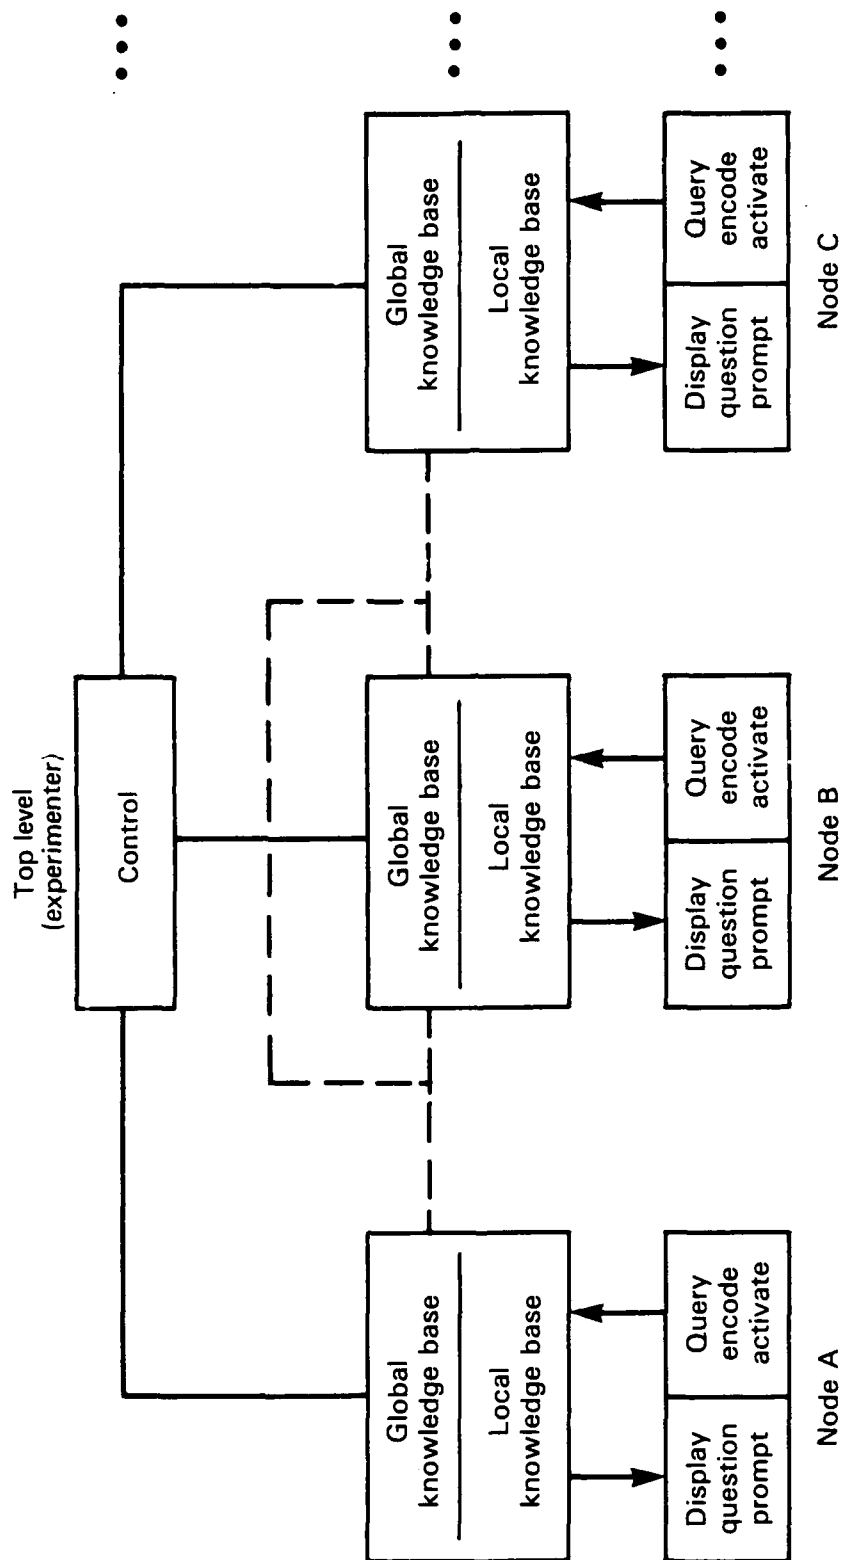 Top level
(experimenter)
Control
Global
knowledge base
Local
knowledge base
Display
question
prompt
Query
encode
activate
Node A
Global
knowledge base
Local
knowledge base
Display
question
prompt
Query
encode
activate
Node B
Global
knowledge base
Local
knowledge base
Display
question
prompt
Query
encode
activate
Node C